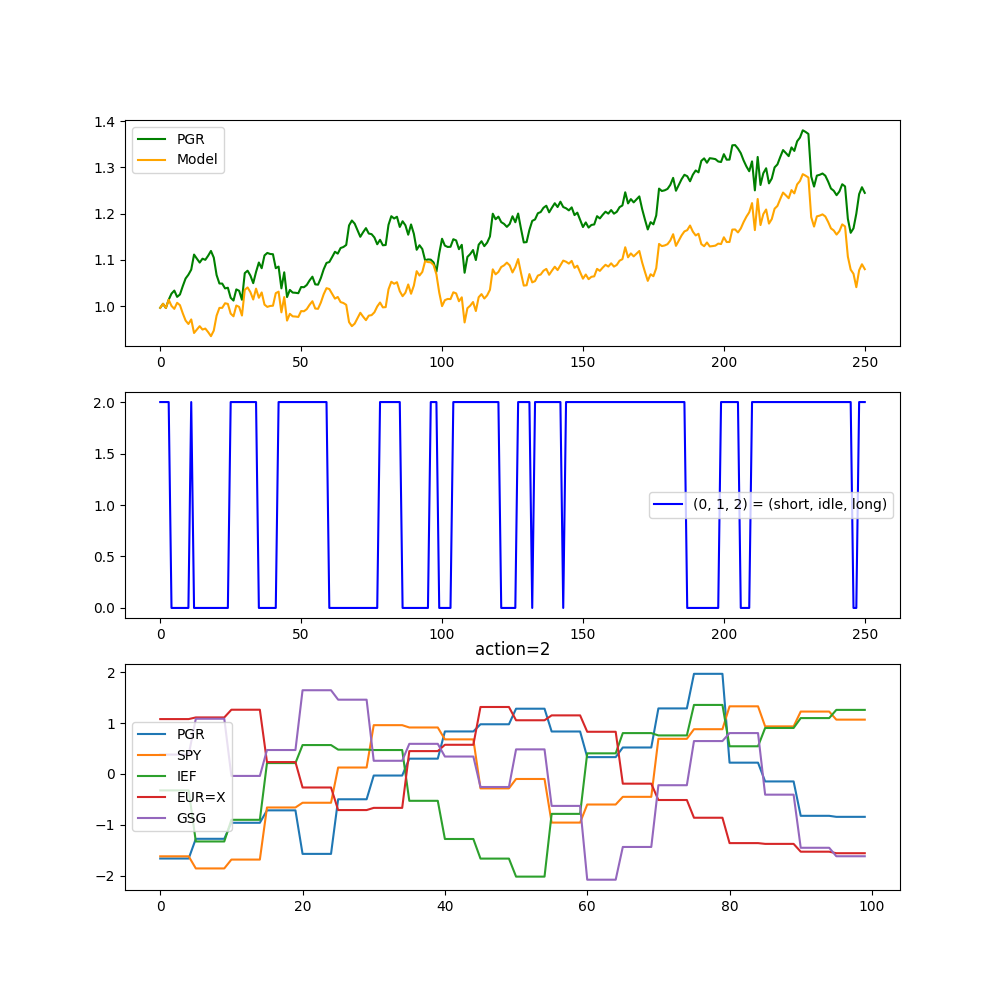 1.4
1.3
1.2
1.1
1.0
PGR
Model
0 50 100 150 200 250
2.0
1.5
1.0
0.5
0.0
(0, 1, 2) = (short, idle, long)
0 50 100 150 200 250
action=2
2
1
0
−1
−2
PGR
SPY
IEF
EUR=X
GSG
0 20 40 60 80 100